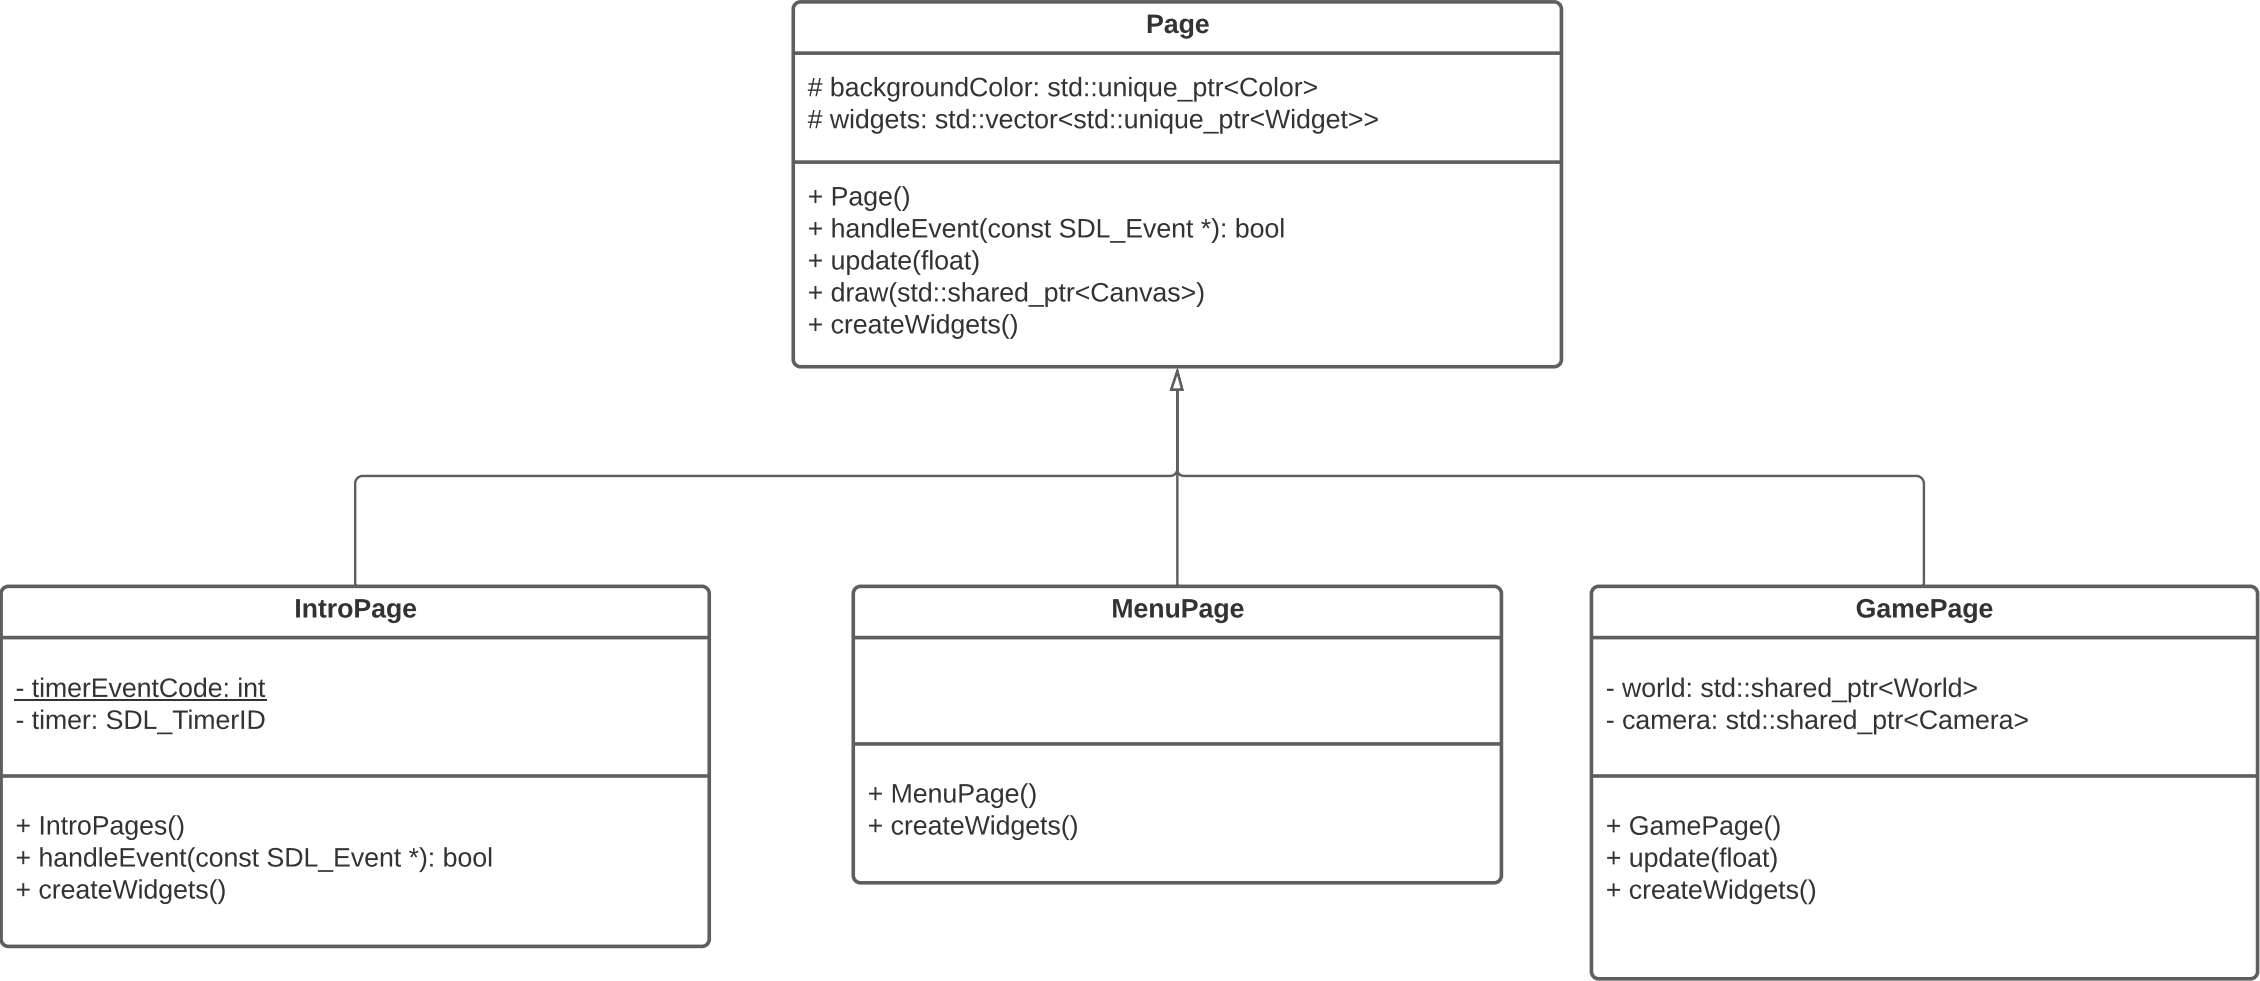 Page
# backgroundColor: std::unique_ptr<Color>
# widgets: std::vector<std::unique_ptr<Widget>>
+ Page()
+ handleEvent(const SDL_Event *): bool
+ update(float)
+ draw(std::shared_ptr<Canvas>)
+ createWidgets()
IntroPage
- timerEventCode: int
- timer: SDL_TimerID
+ IntroPages()
+ handleEvent(const SDL_Event *): bool
+ createWidgets()
MenuPage
+ MenuPage()
+ createWidgets()
GamePage
- world: std::shared_ptr<World>
- camera: std::shared_ptr<Camera>
+ GamePage()
+ update(float)
+ createWidgets()